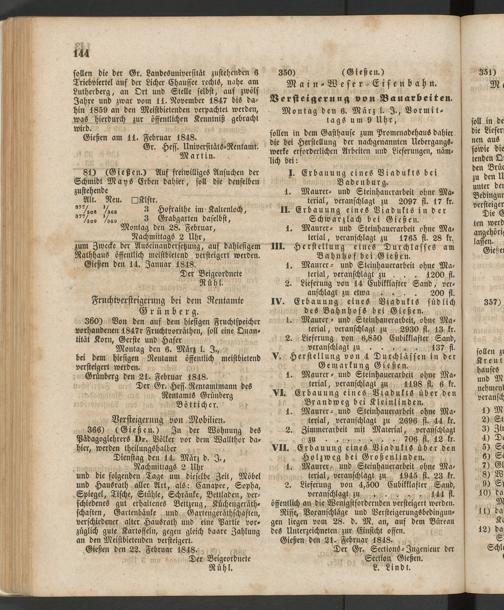 144
sollen die der Gr. Landesuniversität zustehenden 6
Triebviertel auf der Licher Chaussee rechts, nahe am
Lutherberg, an Ort und Stelle selbst, auf zwölf
Jahre und zwar vom 11. November 1847 bis da-
hin 1859 an den Meistbietenden verpachtet werden,
was hierdurch zur öffentlichen Kenntniß gebracht
wird.
Gießen am 11. Februar 1848.
Gr. Hess. Universitäts-Rentamt.
Martin.
81) (Gießen.) Auf freiwilliges Ansuchen der
Schmidt Mays Erben dahier, soll die denselben
zustehende
Alt. Neu. □Klftr.
3 Hofraithe im Kaltenloch,
3 Grabgarten daselbst,
Montag den 28. Februar,
Nachmittags 2 Uhr,
zum Zwecke der Auseinandersetzung, auf dahiesigem
Rathhaus öffentlich meistbietend versteigert werden.
Gießen den 14. Januar 1848.
Der Beigeordnete
Rühl.
Fruchtversteigerung bei dem Rentamte
Grünberg.
360) Von den auf dem hiesigen Fruchtspeicher
vorhandenen 1847r Fruchtvorräthen, soll eine Quan-
tität Korn, Gerste und Hafer
Montag den 6. März l. J.,
bei dem hiesigen Rentamt öffentlich meistbietend
versteigert werden.
Grünberg den 21. Februar 1848.
Der Gr. Hess. Rentamtmann des
Rentamts Grünberg
Bötticher.
Versteigerung von Mobilien.
366) (Gießen.) In der Wohnung des
Pädagoglehrers Dr. Völker vor dem Wallthor da-
hier, werden theilungshalber
Dienstag den 14. März d. J.,
Nachmittags 2 Uhr
und die folgenden Tage um dieselbe Zeit, Möbel
und Hausrath aller Art, als: Canapee, Sopha,
Spiegel, Tische, Stühle, Schränke, Bettladen, ver-
schiedenes gut erhaltenes Bettzeug, Küchengeräth-
schaften, Gartenbänke und Gartengeräthschaften,
verschiedener alter Hausrath und eine Partie vor-
züglich gute Kartoffeln, gegen gleich baare Zahlung
an den Meistbietenden versteigert.
Gießen den 22. Februar 1848.
Der Beigeordnete
Rühl.
350) (Gießen.)
Main-Weser-Eisenbahn.
Versteigerung von Bauarbeiten.
Montag den 6. März l. J., Vormit-
tags um 9 Uhr,
sollen in dem Gasthause zum Promenadehaus dahier
die bei Herstellung der nachgenannten Uebergangs-
werke erforderlichen Arbeiten und Lieferungen, näm-
lich bei:
I. Erbauung eines Viadukts bei
Badenburg.
1. Maurer- und Steinhauerarbeit ohne Ma-
terial, veranschlagt zu 2097 fl. 17 kr.
II. Erbauung eines Viadukts in der
Schwarzlach bei Gießen.
1. Maurer- und Steinhauerarbeit ohne Ma-
terial, veranschlagt zu 1765 fl. 28 kr.
III. Herstellung eines Durchlasses am
Bahnhof bei Gießen.
1. Maurer- und Steinhauerarbeit ohne Ma-
terial, veranschlagt zu . . . 1200 fl.
2. Lieferung von 14 Cubikklafter Sand, ver-
anschlagt zu etwa . . . . 200 fl.
IV. Erbauung eines Viadukts südlich
des Bahnhofs bei Gießen.
1. Maurer- und Steinhauerarbeit, ohne Ma-
terial, veranschlagt zu 2930 fl. 13 kr.
2. Lieferung von 6,850 Cubikklafter Sand,
veranschlagt zu . . . . . 137 fl.
V. Herstellung von 4 Durchlässen in der
Gemarkung Gießen.
1. Maurer- und Steinhauerarbeit ohne Ma-
terial, veranschlagt zu 1198 fl. 6 kr.
VI. Erbauung eines Viadukts über den
Brandweg bei Kleinlinden.
1. Maurer- und Steinhauerarbeit ohne Ma-
terial, veranschlagt zu 2696 fl. 44 kr.
2. Zimmerarbeit mit Material, veranschlagt
zu . . . . . 706 fl. 12 kr.
VII. Erbauung eines Viadukts über den
Holzweg bei Großenlinden.
1. Maurer- und Steinhauerarbeit ohne Ma-
terial, veranschlagt zu 1945 fl. 23 kr.
2. Lieferung von 4,500 Cubikklafter Sand,
veranschlagt zu . . . . . 144 fl.
öffentlich an die Wenigstfordernden versteigert werden.
Risse, Voranschläge und Versteigerungsbedingun-
gen liegen vom 28. d. M. an, auf dem Büreau
des Unterzeichneten zur Einsicht offen.
Gießen den 21. Februar 1848.
Der Gr. Sections-Ingenieur der
Section Gießen.
L. Lindt.
351)
357)